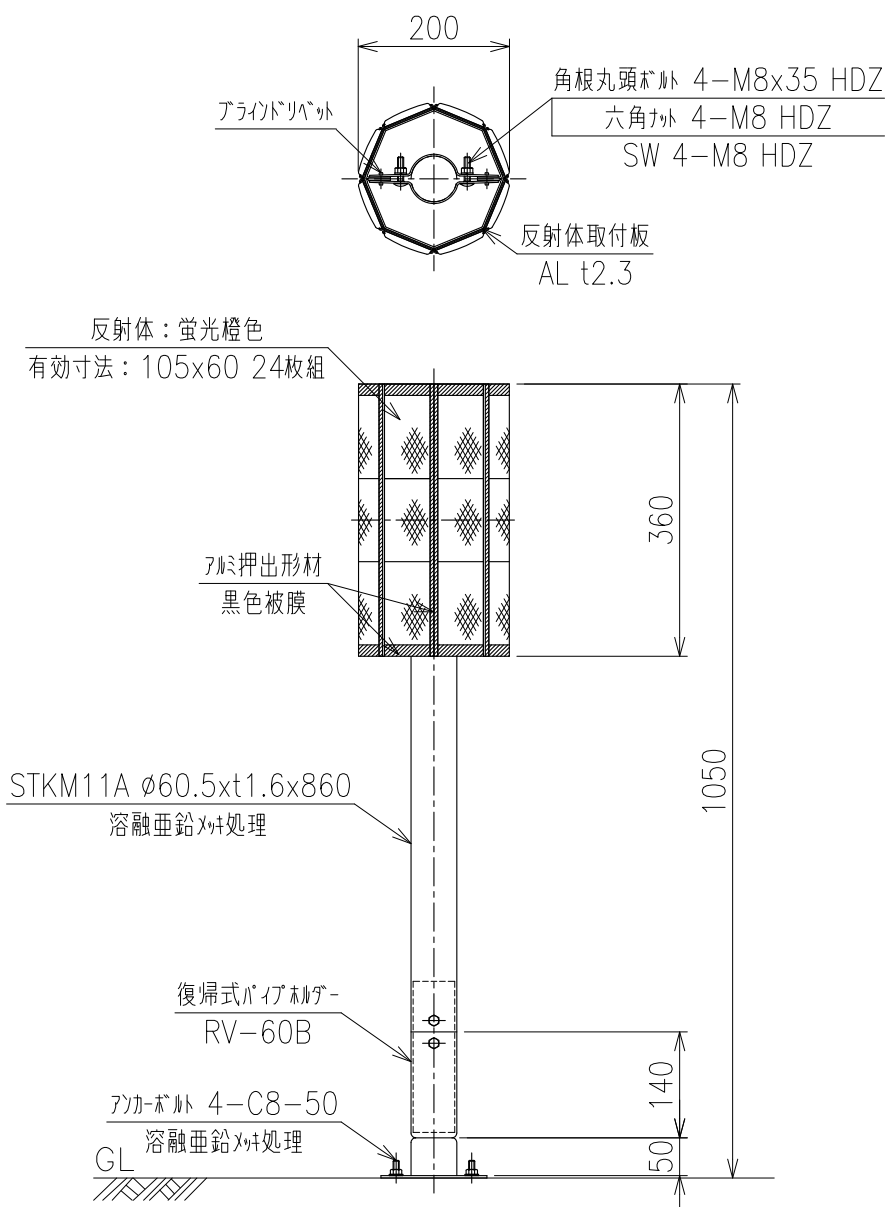 200
角根丸頭ボルト 4-M8x35 HDZ
六角ナット 4-M8 HDZ
SW 4-M8 HDZ
ブラインドリベット
反射体取付板
AL t2.3
反射体：蛍光橙色
有効寸法：105x60 24枚組
360
アルミ押出形材
黒色被膜
1050
STKM11A φ60.5xt1.6x860
溶融亜鉛メッキ処理
復帰式パイプホルダー
RV-60B
140
アンカーボルト 4-C8-50
溶融亜鉛メッキ処理
50
GL